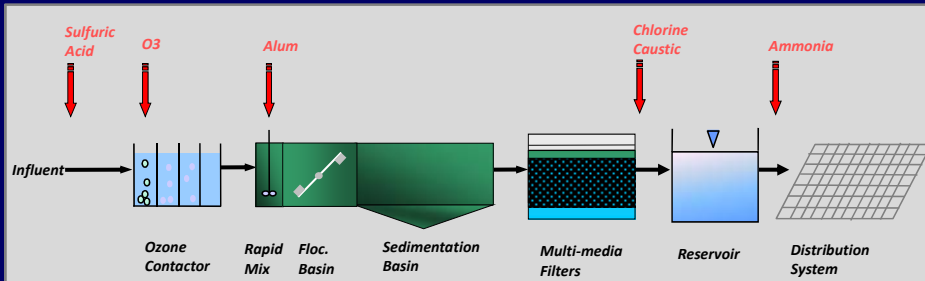 Sulfuric
Acid
O3
Alum
Chlorine
Caustic
Ammonia
Influent
Ozone
Contactor
Rapid
Mix
Floc.
Basin
Sedimentation
Basin
Multi-media
Filters
Reservoir
Distribution
System